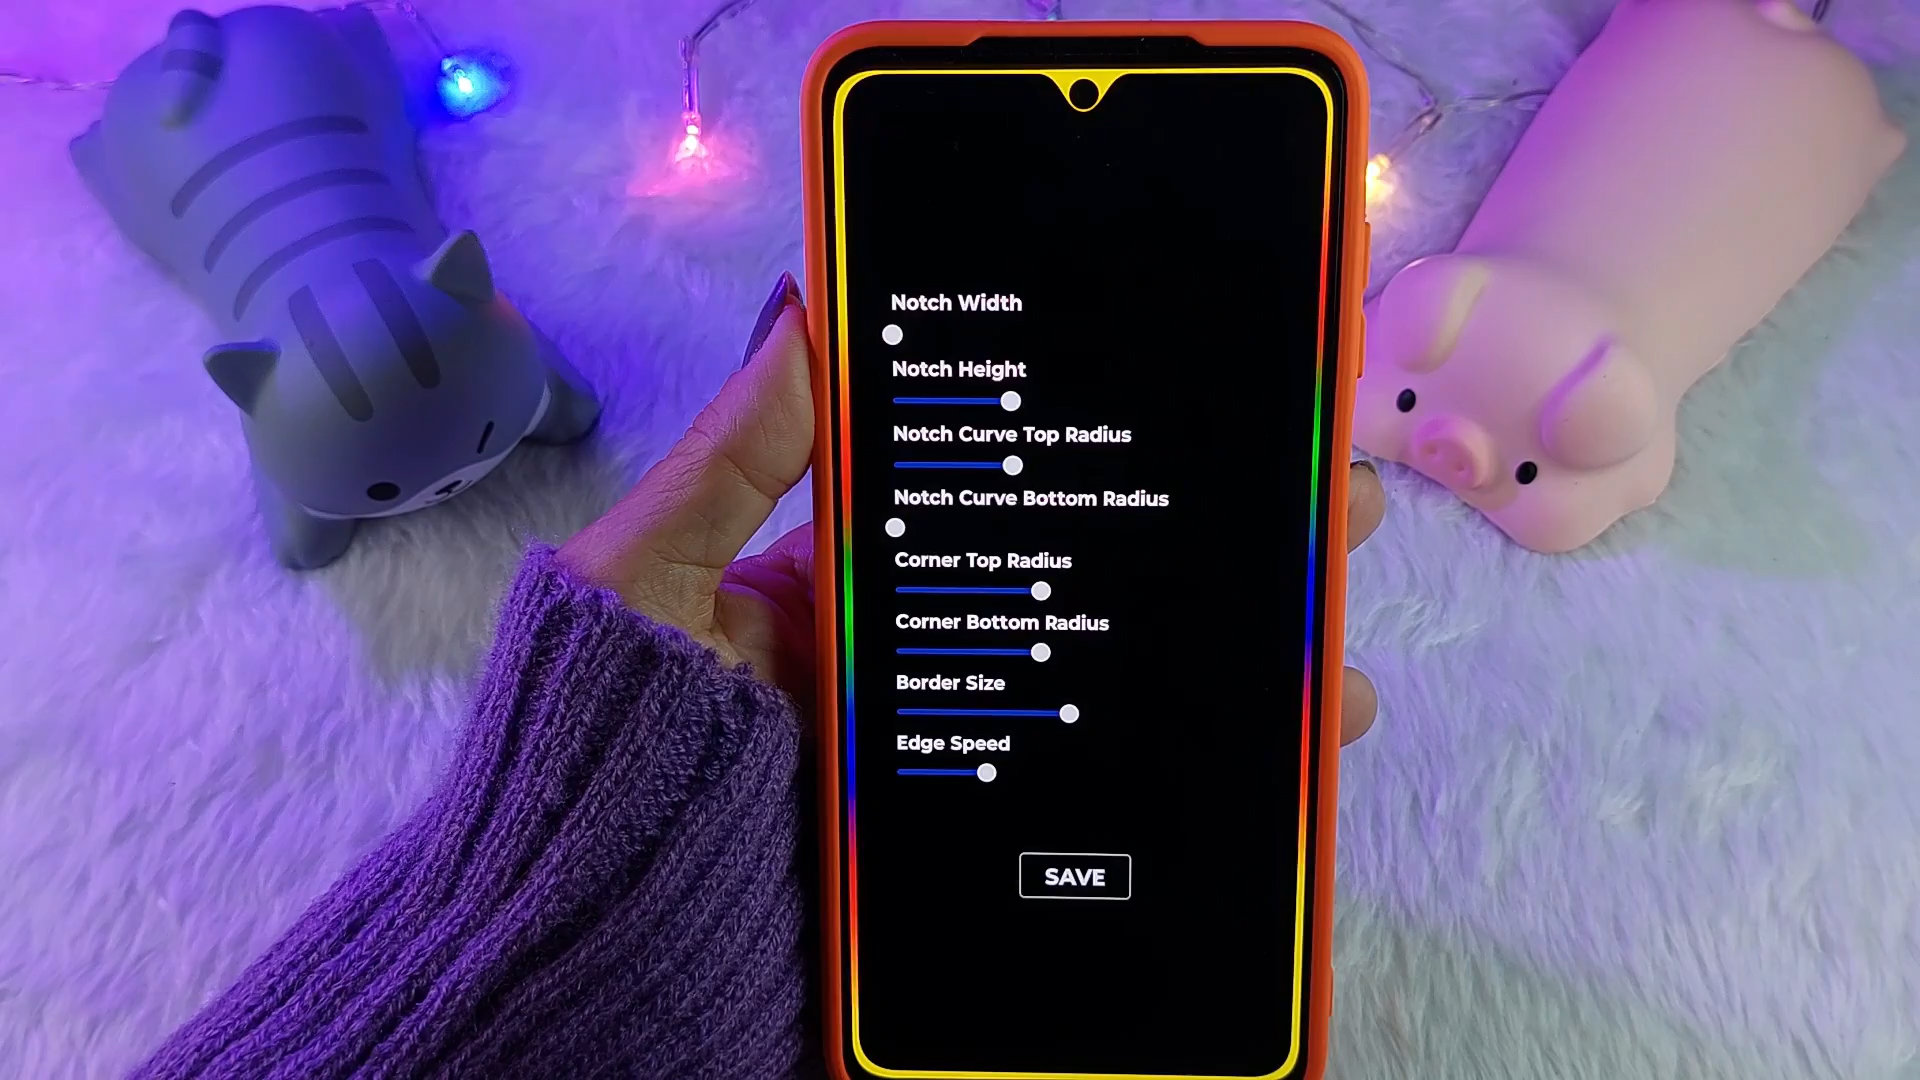 Notch Width
Notch Height
Notch Curve Top Radius
Notch Curve Bottom Radius
Corner Top Radius
Corner Bottom Radius
Border Size
Edge Speed
SAVE